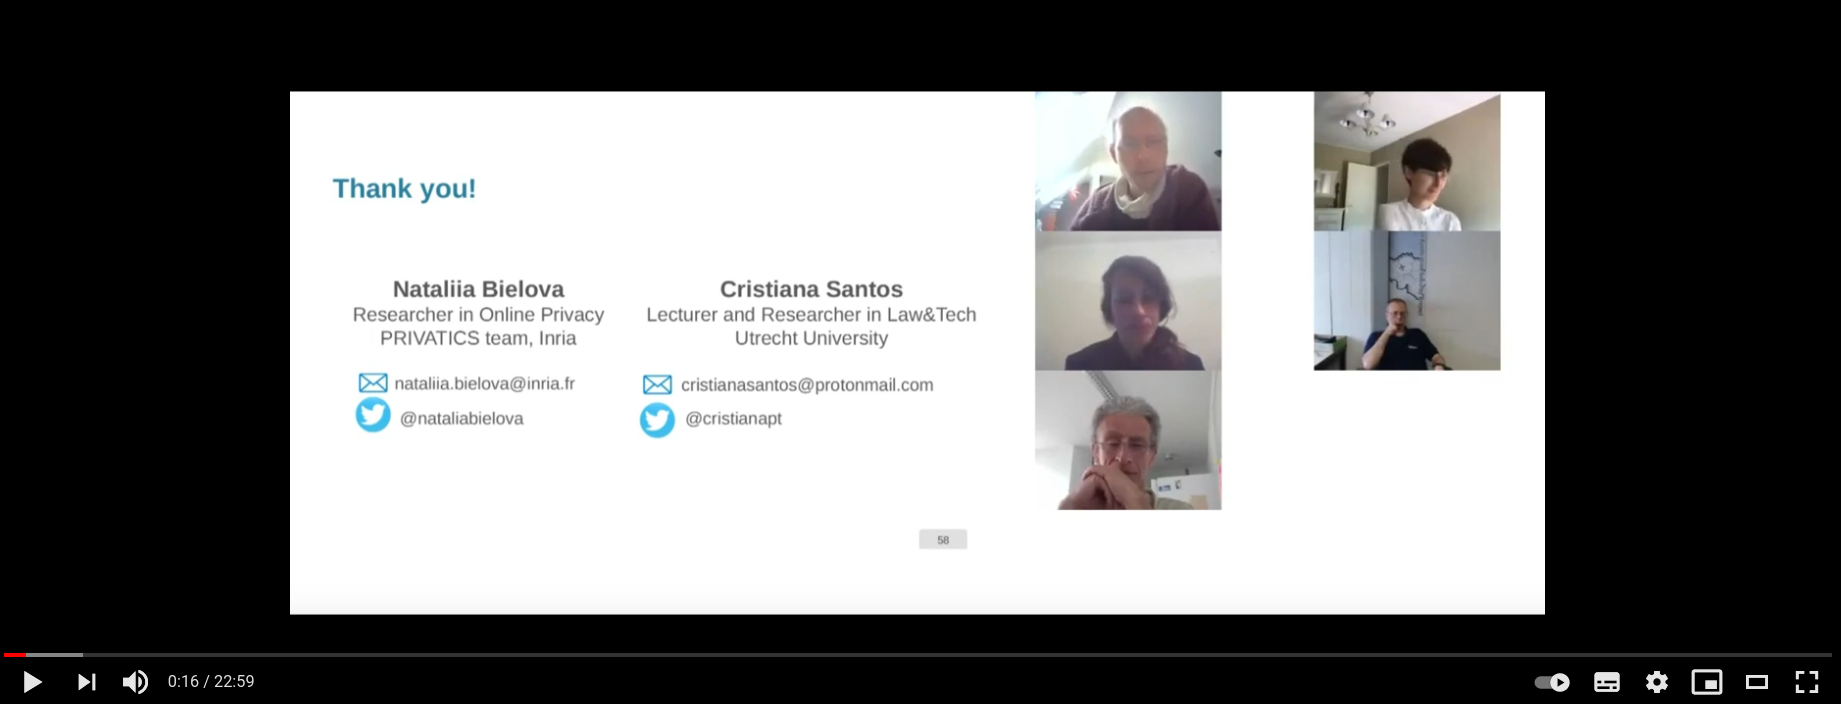 Thank you!
Nataliia Bielova
Researcher in Online Privacy
PRIVATICS team, Inria
nataliia.bielova@inria.fr
@nataliabielova
Cristiana Santos
Lecturer and Researcher in Law&Tech
Utrecht University
cristianasantos@protonmail.com
@cristianapt
58
0:16 / 22:59